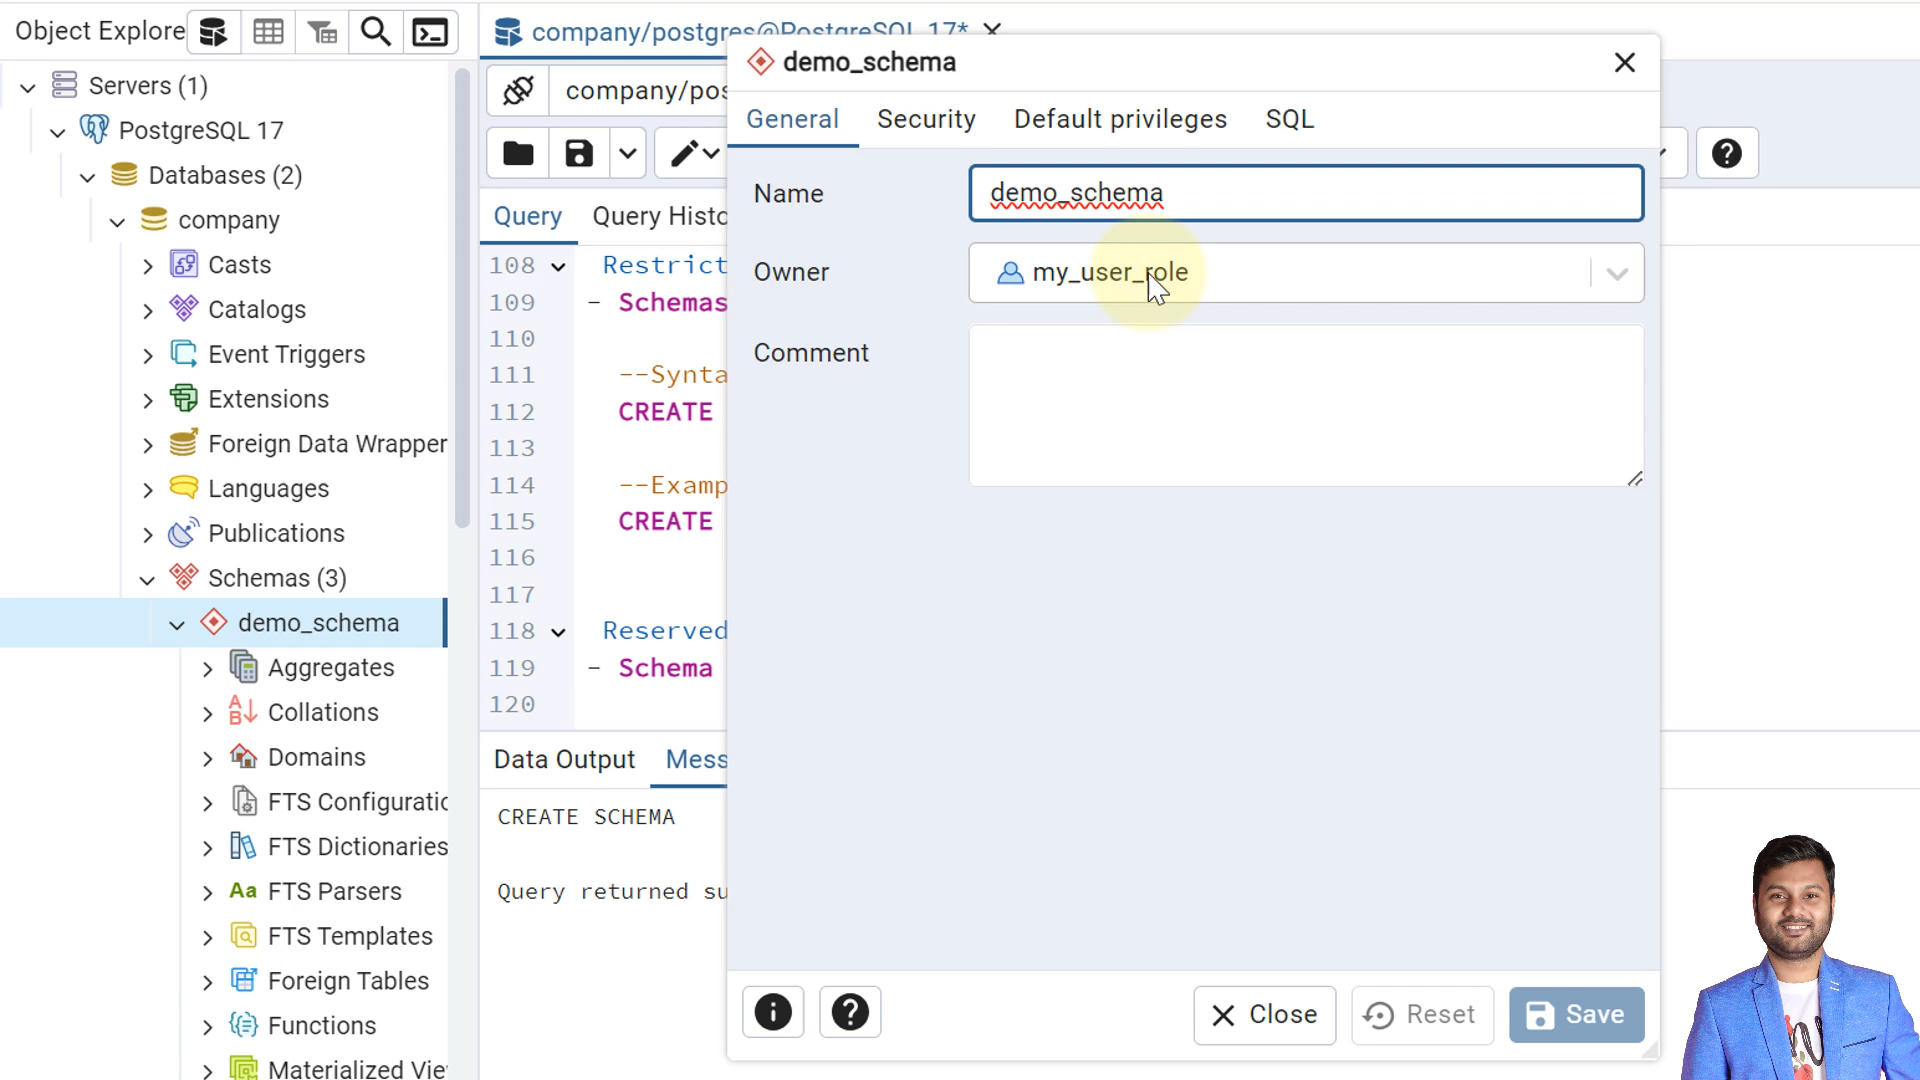 Object Explore
Servers (1)
PostgreSQL 17
Databases (2)
company
Casts
Catalogs
Event Triggers
Extensions
Foreign Data Wrapper
Languages
Publications
Schemas (3)
demo_schema
Aggregates
Collations
Domains
FTS Configuratio
FTS Dictionaries
Aa FTS Parsers
FTS Templates
Foreign Tables
Functions
Materialized Vie
company/postgres@PostgreSQL 17*
company/pos
Query Query Histo
108 Restrict
109 - Schemas
110
111 --Synta
112 CREATE
113
114 --Examp
115 CREATE
116
117
118 Reserved
119 - Schema
120
Data Output Mess
CREATE SCHEMA
Query returned su
demo_schema
General Security Default privileges SQL
Name demo_schema
Owner my_user_role
Comment
Close Reset Save